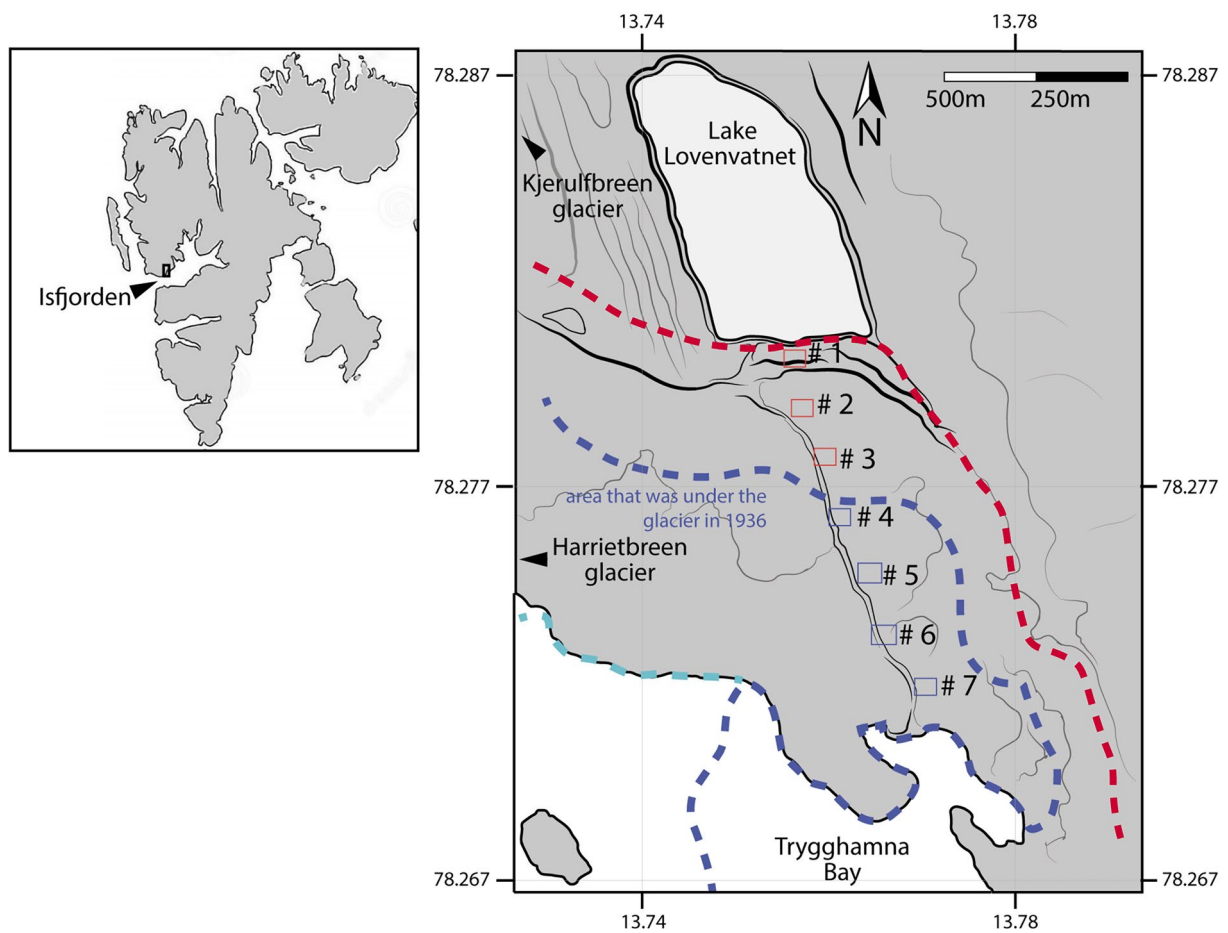 13.74
13.78
78.287
78.287
500m
250m
N
Lake
Lovenvatnet
Kjerulfbreen
glacier
Isfjorden
# 1
# 2
# 3
78.277
78.277
area that was under the
glacier in 1936
# 4
Harrietbreen
glacier
# 5
# 6
# 7
Trygghamna
Bay
78.267
78.267
13.74
13.78